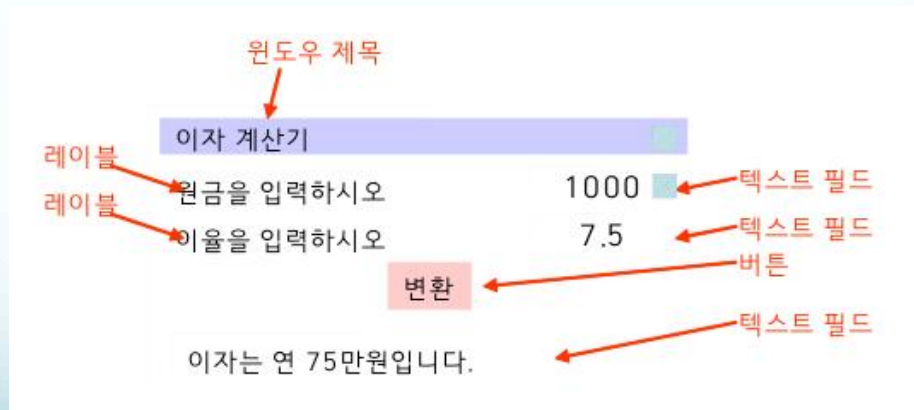 윈도우 제목
이자 계산기
레이블
원금을 입력하시오
1000
텍스트 필드
레이블
이율을 입력하시오
7.5
텍스트 필드
버튼
변환
텍스트 필드
이자는 연 75만원입니다.